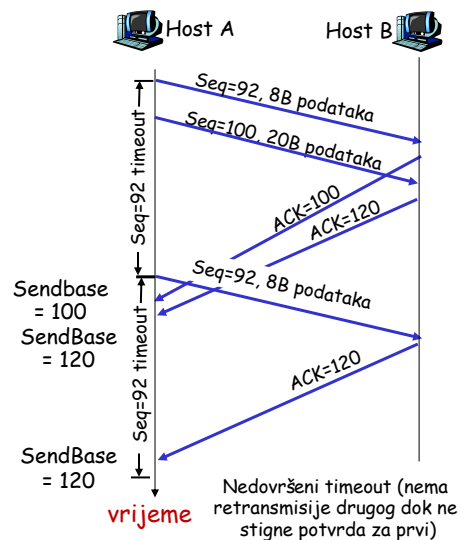 Host A
Host B
Seq=92, 8B podataka
Seq=100, 20B podataka
Seq=92 timeout
ACK=100
ACK=120
Seq=92, 8B podataka
Sendbase
= 100
SendBase
= 120
Seq=92 timeout
ACK=120
SendBase
= 120
vrijeme
Nedovršeni timeout (nema
retransmisije drugog dok ne
stigne potvrda za prvi)